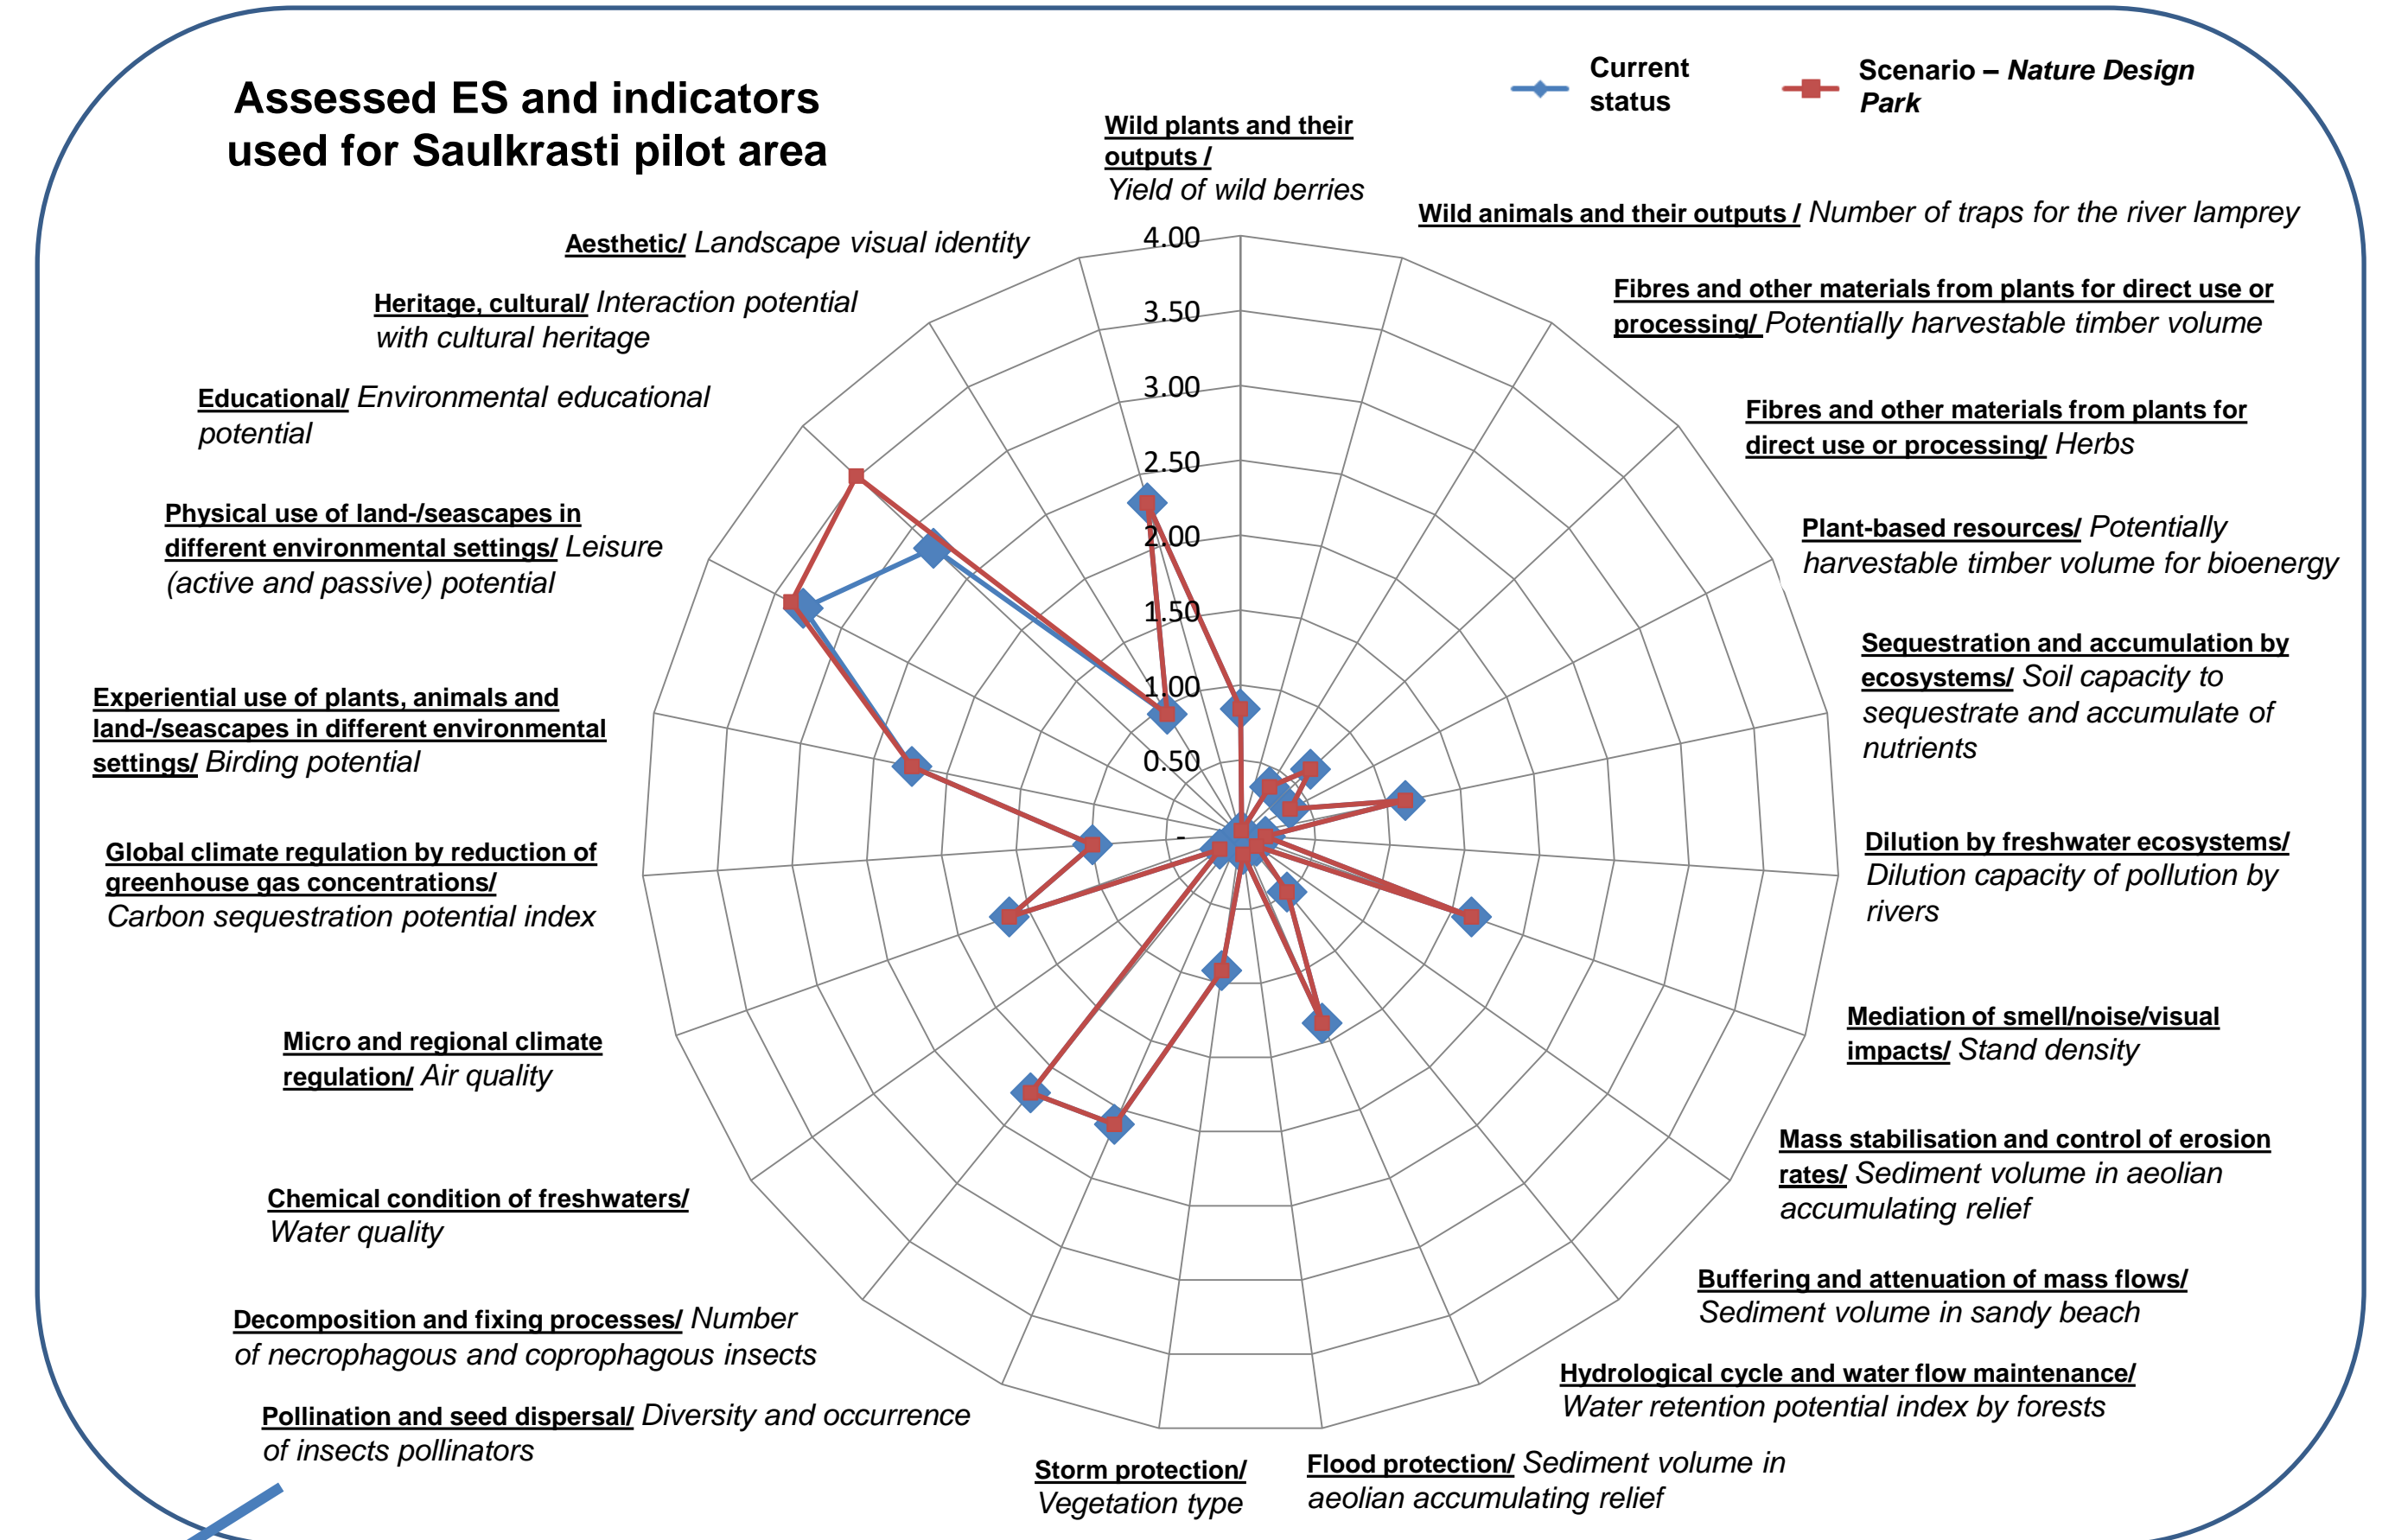 Assessed ES and indicators
used for Saulkrasti pilot area
Current
status
Scenario – Nature Design
Park
Wild plants and their
outputs /
Yield of wild berries
Wild animals and their outputs / Number of traps for the river lamprey
Fibres and other materials from plants for direct use or
processing/ Potentially harvestable timber volume
Fibres and other materials from plants for
direct use or processing/ Herbs
Plant-based resources/ Potentially
harvestable timber volume for bioenergy
Sequestration and accumulation by
ecosystems/ Soil capacity to
sequestrate and accumulate of
nutrients
Dilution by freshwater ecosystems/
Dilution capacity of pollution by
rivers
Mediation of smell/noise/visual
impacts/ Stand density
Mass stabilisation and control of erosion
rates/ Sediment volume in aeolian
accumulating relief
Buffering and attenuation of mass flows/
Sediment volume in sandy beach
Hydrological cycle and water flow maintenance/
Water retention potential index by forests
Flood protection/ Sediment volume in
aeolian accumulating relief
Storm protection/
Vegetation type
Pollination and seed dispersal/ Diversity and occurrence
of insects pollinators
Decomposition and fixing processes/ Number
of necrophagous and coprophagous insects
Chemical condition of freshwaters/
Water quality
Micro and regional climate
regulation/ Air quality
Global climate regulation by reduction of
greenhouse gas concentrations/
Carbon sequestration potential index
Experiential use of plants, animals and
land-/seascapes in different environmental
settings/ Birding potential
Physical use of land-/seascapes in
different environmental settings/ Leisure
(active and passive) potential
Educational/ Environmental educational
potential
Heritage, cultural/ Interaction potential
with cultural heritage
Aesthetic/ Landscape visual identity
4.00
3.50
3.00
2.50
2.00
1.50
1.00
0.50
-